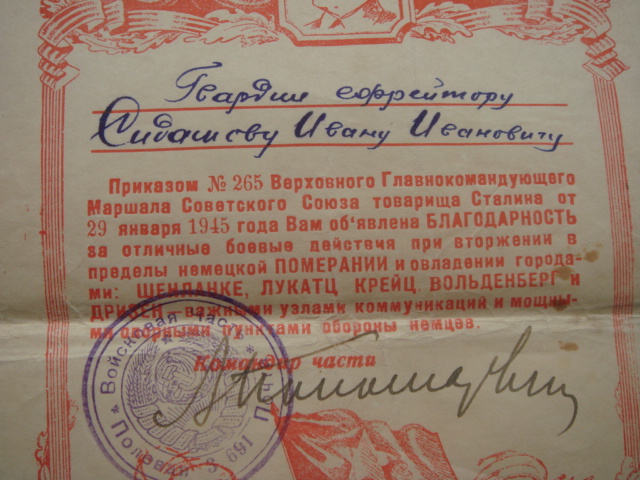 Гвардии ефрейтору
Сидашову Ивану Ивановичу
Приказом № 265 Верховного Главнокомандующего
Маршала Советского Союза товарища Сталина от
29 января 1945 года Вам об'явлена БЛАГОДАРНОСТЬ
за отличные боевые действия при вторжении в
пределы немецкой ПОМЕРАНИИ и овладении города-
ми: ШЕНЛАНКЕ, ЛУКАТЦ КРЕЙЦ, ВОЛЬДЕНБЕРГ и
ДРИЗЕН - важными узлами коммуникаций и мощны-
ми опорными пунктами обороны немцев.
Командир части
Войсковая часть * Полевая Почта